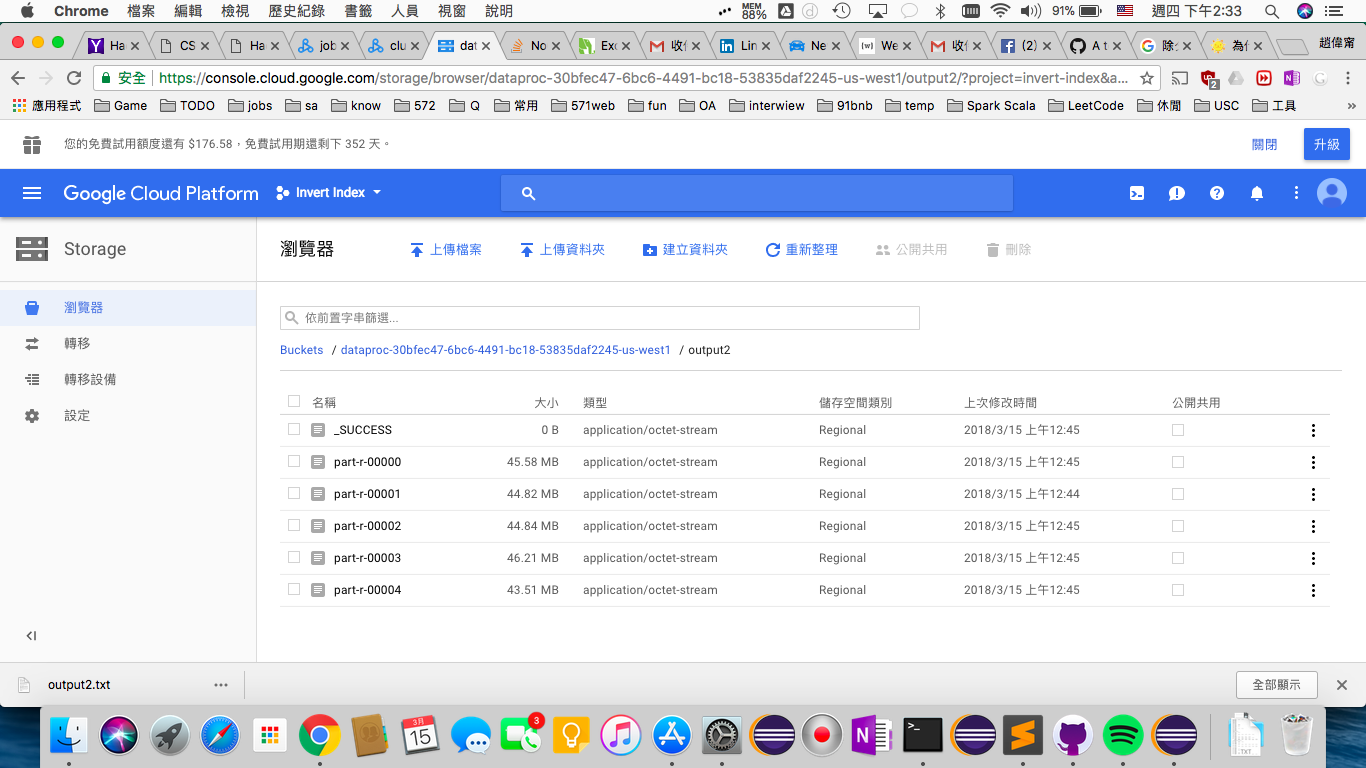 Chrome 檔案 編輯 檢視 歷史紀錄 書籤 人員 視窗 說明 MEM 88% 91% 週四 下午2:33
Ha CS Ha job clu dat No Exc 收信 Lin Ne We 收信 (2) A t 除 為什 趙偉甯
安全 https://console.cloud.google.com/storage/browser/dataproc-30bfec47-6bc6-4491-bc18-53835daf2245-us-west1/output2/?project=invert-index&a... 2
應用程式 Game TODO jobs sa know 572 Q 常用 571web fun OA interwiew 91bnb temp Spark Scala LeetCode 休閒 USC 工具 »
您的免費試用額度還有 $176.58，免費試用期還剩下 352 天。 關閉 升級
Google Cloud Platform Invert Index
Storage 瀏覽器 上傳檔案 上傳資料夾 建立資料夾 重新整理 公開共用 刪除
瀏覽器
轉移
轉移設備
設定
依前置字串篩選...
Buckets / dataproc-30bfec47-6bc6-4491-bc18-53835daf2245-us-west1 / output2
名稱 大小 類型 儲存空間類別 上次修改時間 公開共用
_SUCCESS 0 B application/octet-stream Regional 2018/3/15 上午12:45
part-r-00000 45.58 MB application/octet-stream Regional 2018/3/15 上午12:45
part-r-00001 44.82 MB application/octet-stream Regional 2018/3/15 上午12:44
part-r-00002 44.84 MB application/octet-stream Regional 2018/3/15 上午12:45
part-r-00003 46.21 MB application/octet-stream Regional 2018/3/15 上午12:45
part-r-00004 43.51 MB application/octet-stream Regional 2018/3/15 上午12:45
output2.txt 全部顯示
3月
15
3
N
.TXT